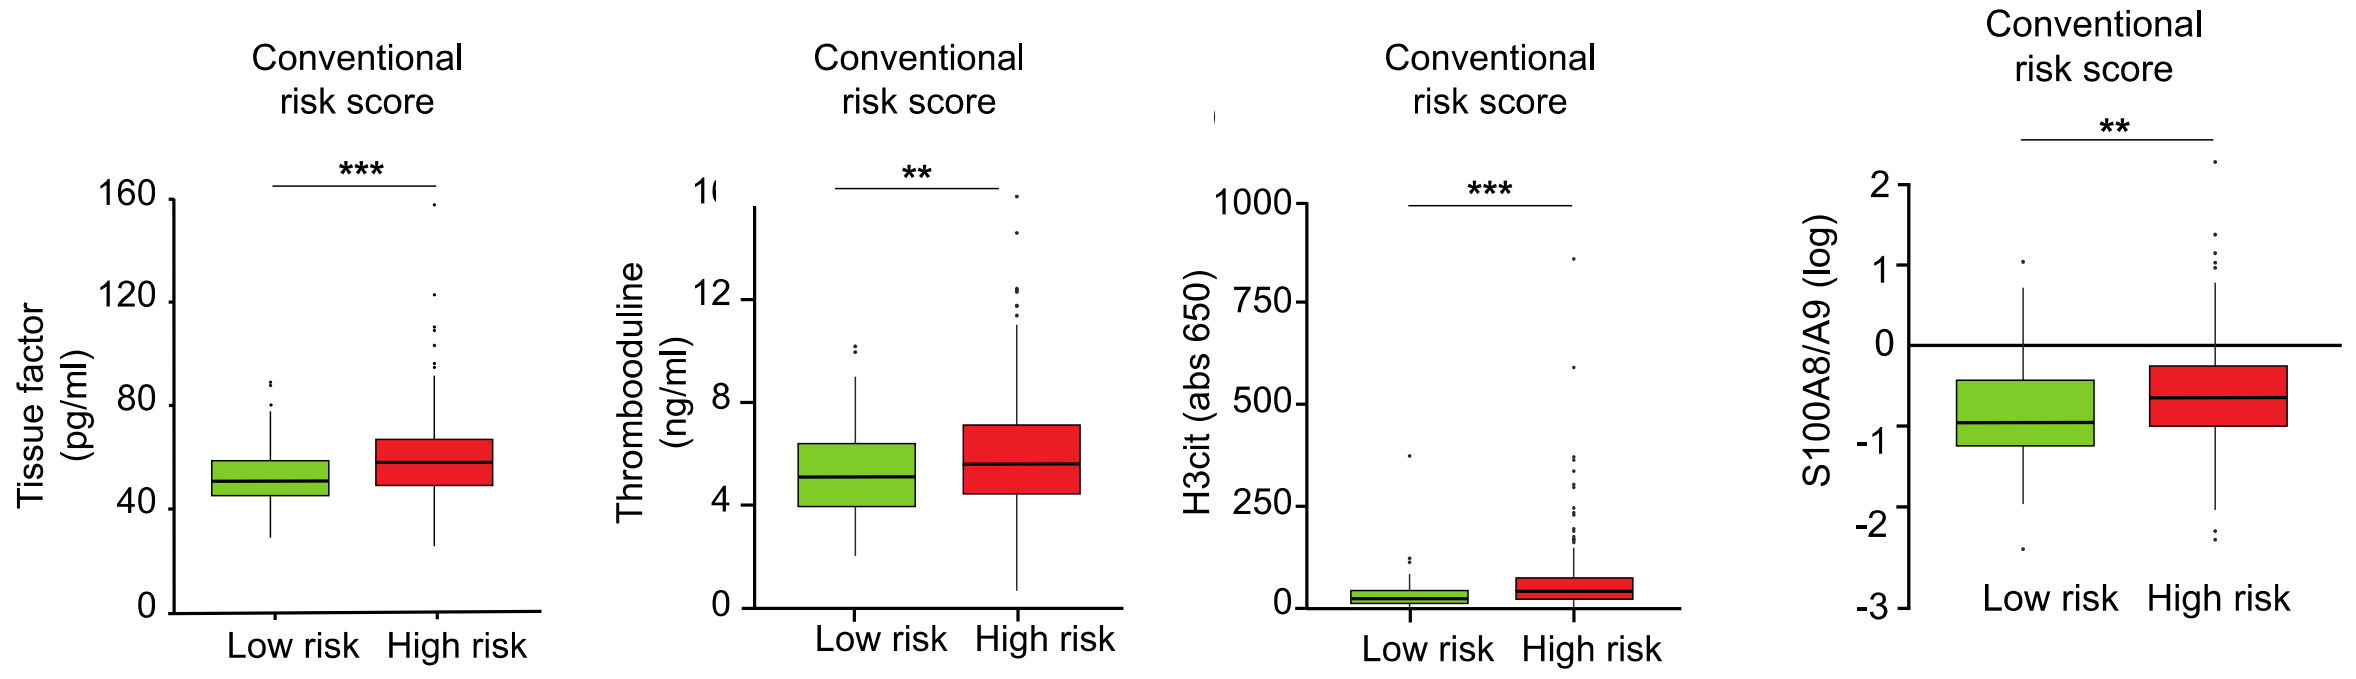 Conventional
risk score
***
160
120
80
40
0
Tissue factor
(pg/ml)
Low risk
High risk
Conventional
risk score
**
12
8
4
0
Thrombooduline
(ng/ml)
Low risk
High risk
Conventional
risk score
***
1000
750
500
250
0
H3cit (abs 650)
Low risk
High risk
Conventional
risk score
**
2
1
0
-1
-2
-3
S100A8/A9 (log)
Low risk
High risk